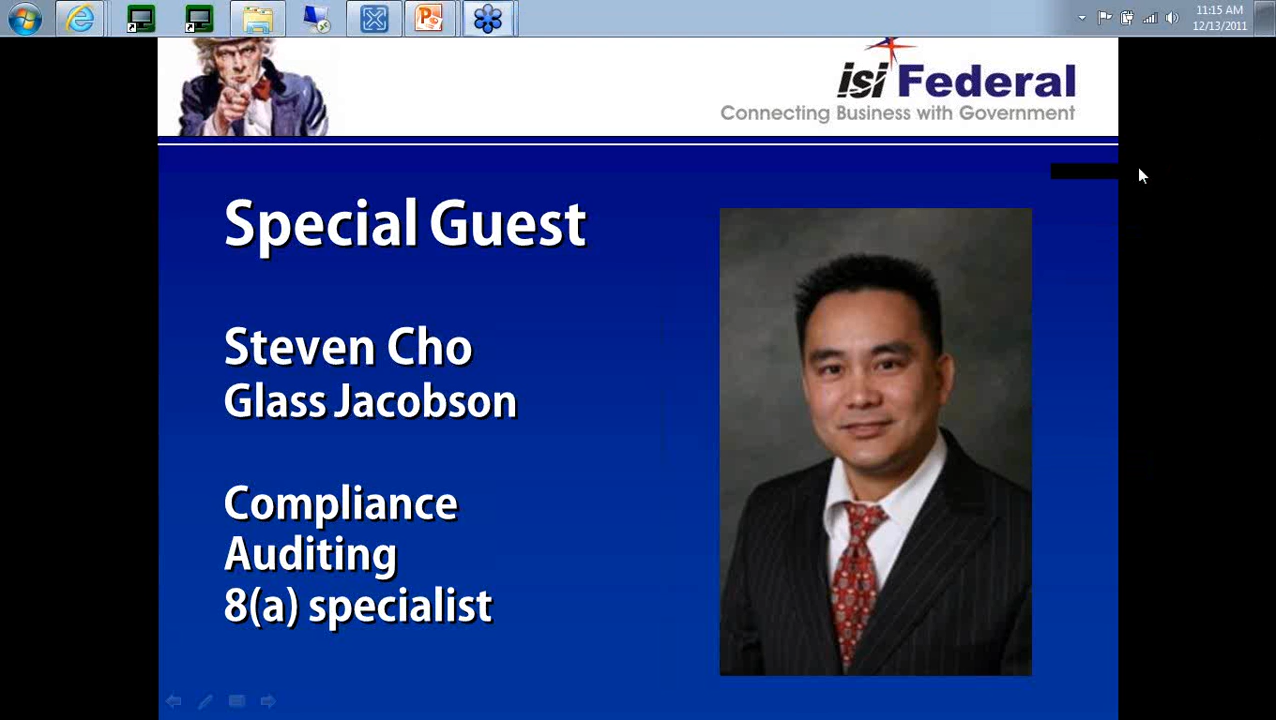 11:15 AM
12/13/2011
isi Federal
Connecting Business with Government
Special Guest
Steven Cho
Glass Jacobson
Compliance
Auditing
8(a) specialist